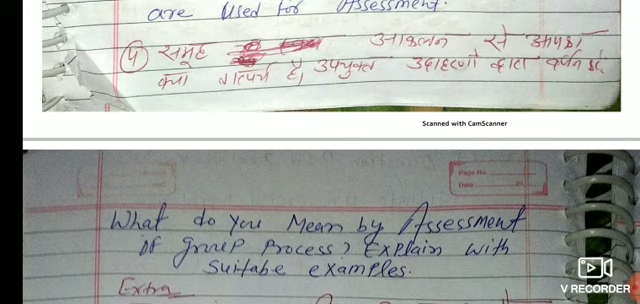 are Used for Assessment.
(4) समूह आकलन से आपका
क्या तात्पर्य है, उपयुक्त उदाहरणों द्वारा वर्णन करें
Scanned with CamScanner
Page No.
Date
What do you Mean by Assessment
of group Process? Explain with
Suitabe examples.
Extra
V RECORDER